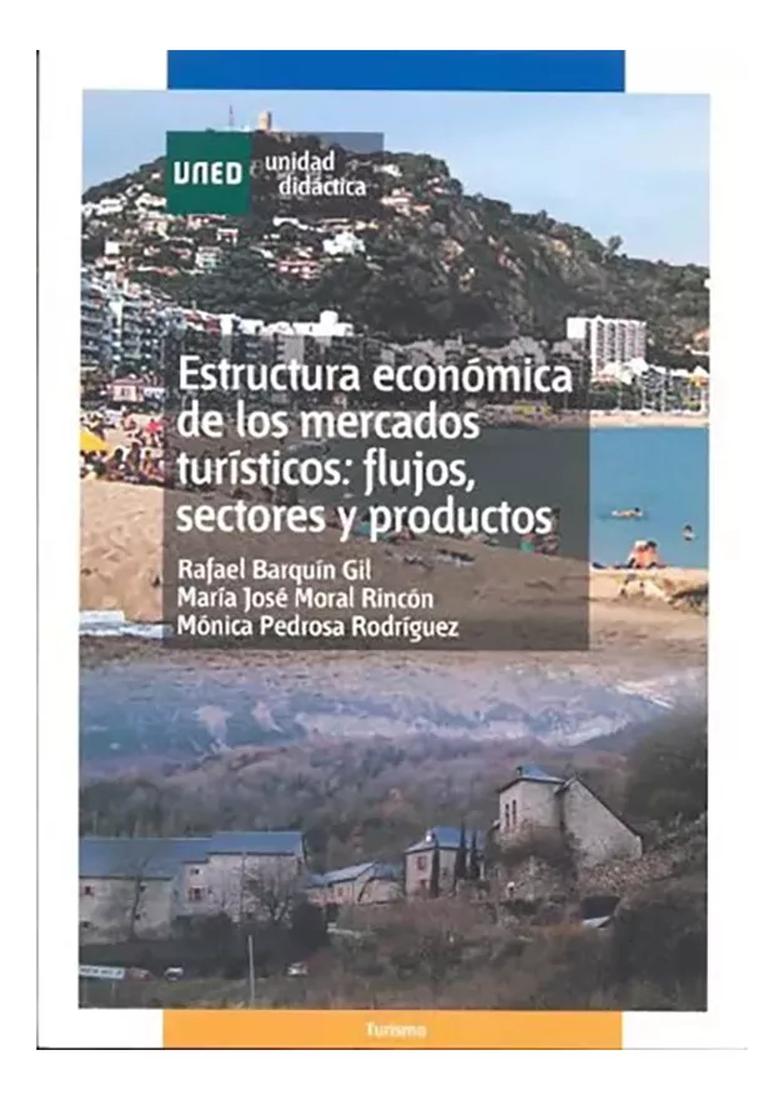 UNED
unidad
didáctica
Estructura económica
de los mercados
turísticos: flujos,
sectores y productos
Rafael Barquín Gil
María José Moral Rincón
Mónica Pedrosa Rodríguez
Turismo